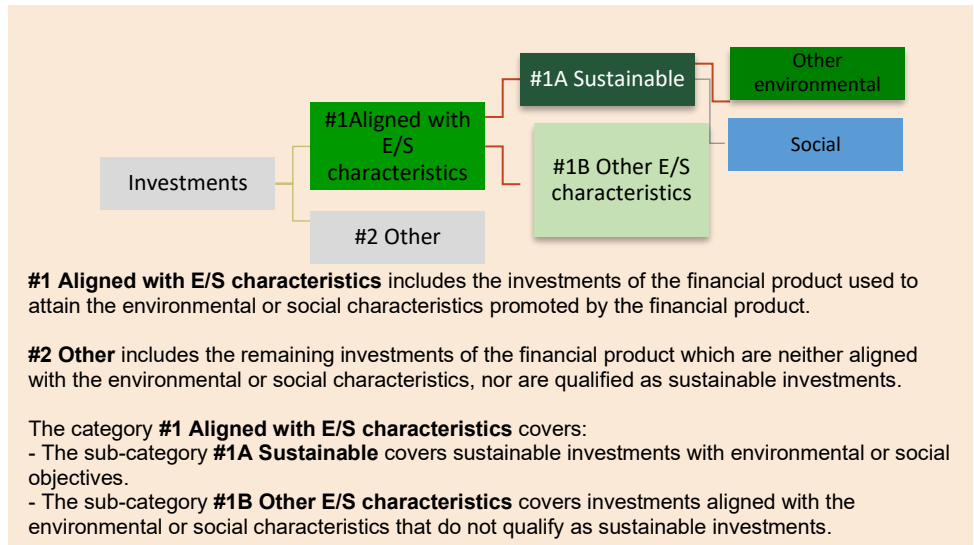 Other
environmental
#1A Sustainable
#1Aligned with
E/S
characteristics
Social
#1B Other E/S
characteristics
Investments
#2 Other
#1 Aligned with E/S characteristics includes the investments of the financial product used to
attain the environmental or social characteristics promoted by the financial product.
#2 Other includes the remaining investments of the financial product which are neither aligned
with the environmental or social characteristics, nor are qualified as sustainable investments.
The category #1 Aligned with E/S characteristics covers:
- The sub-category #1A Sustainable covers sustainable investments with environmental or social
objectives.
- The sub-category #1B Other E/S characteristics covers investments aligned with the
environmental or social characteristics that do not qualify as sustainable investments.